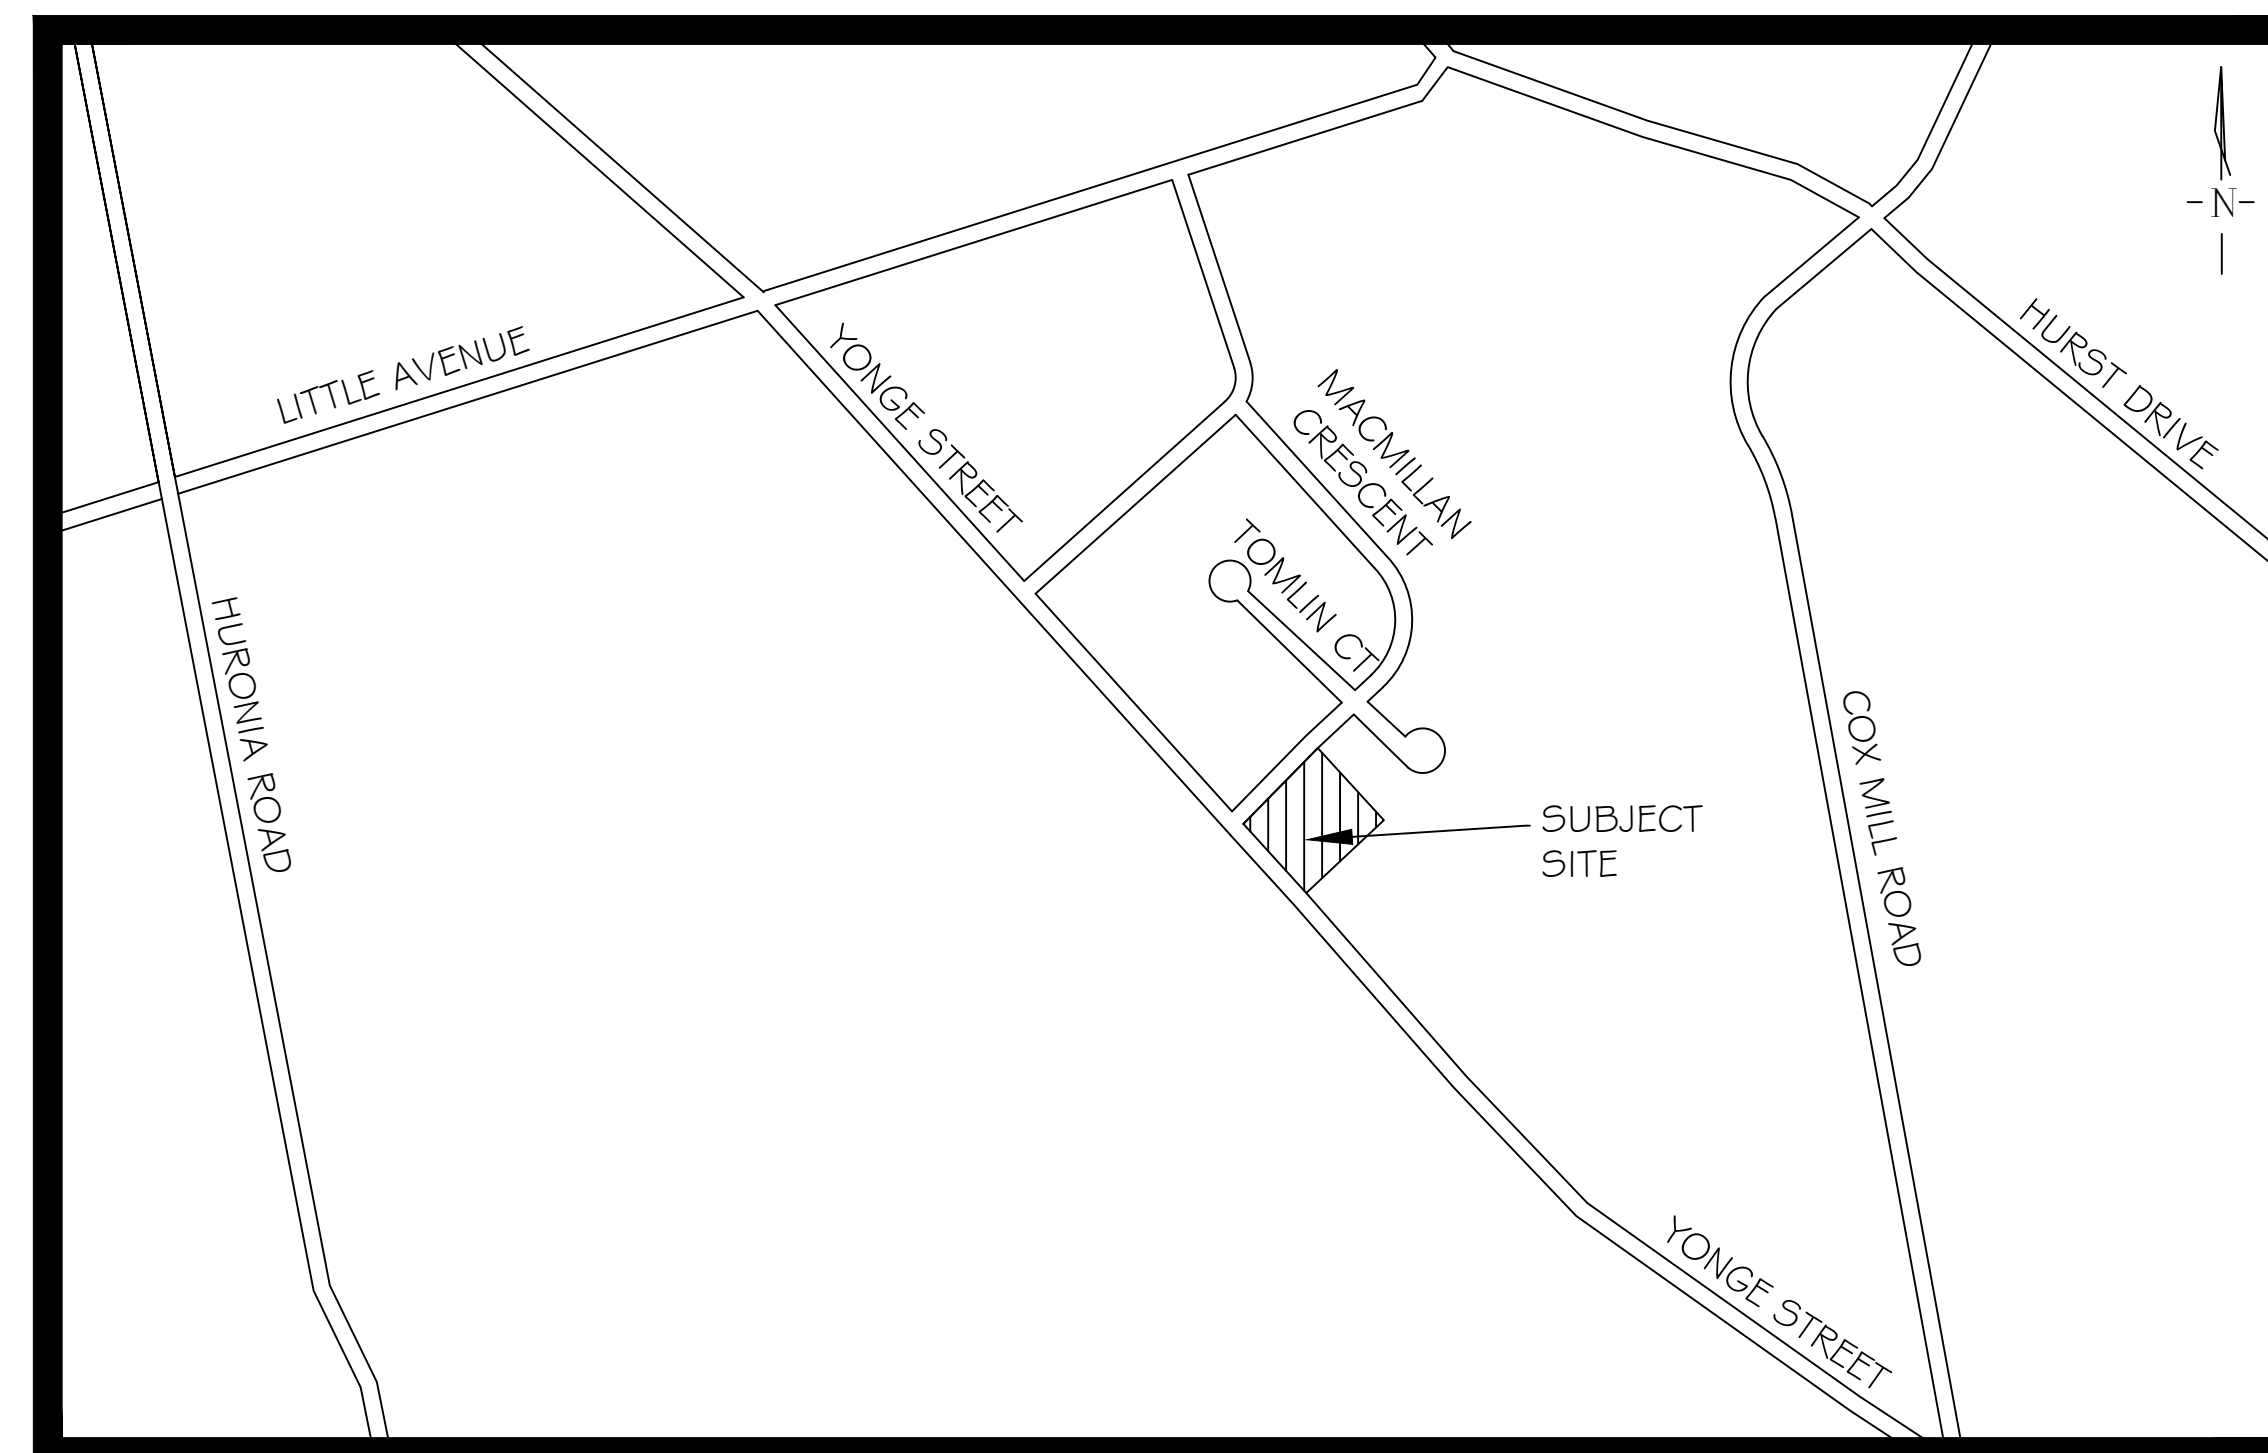 -N-
LITTLE AVENUE
YONGE STREET
MACMILLAN
CRESCENT
HURST DRIVE
TOMLIN CT
HURONIA ROAD
COX MILL ROAD
SUBJECT
SITE
YONGE STREET